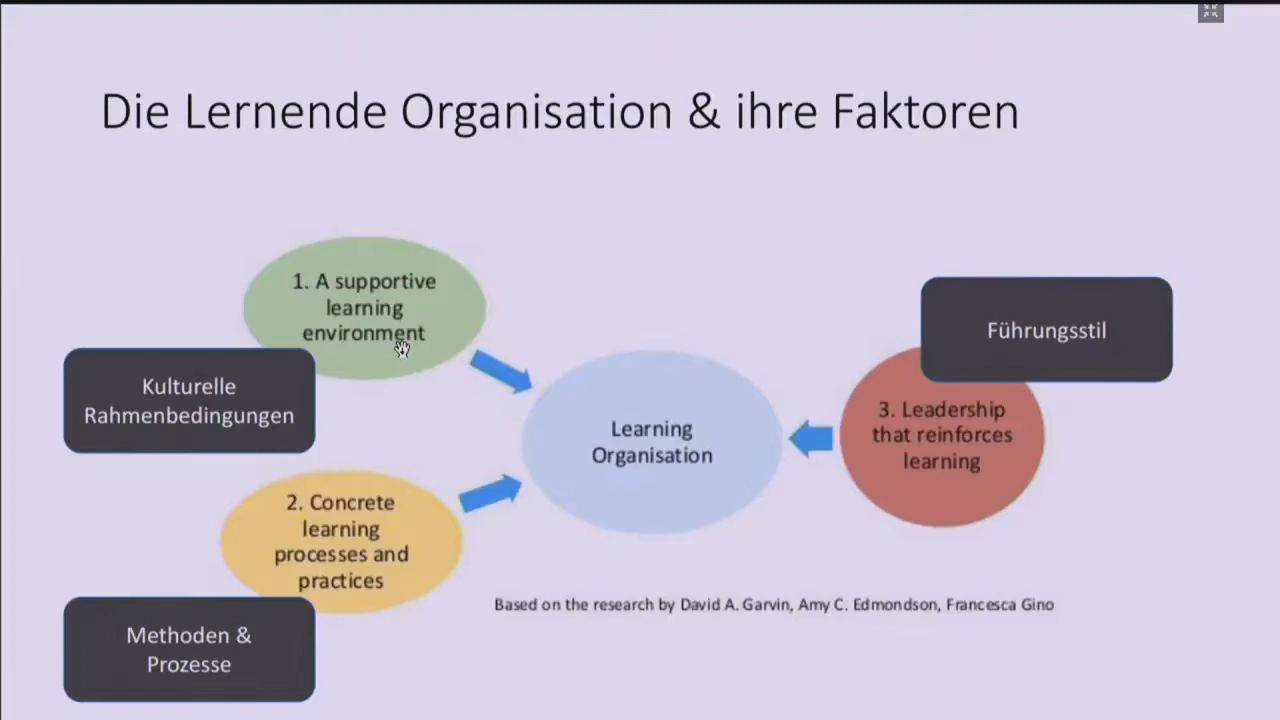 Die Lernende Organisation & ihre Faktoren
1. A supportive
learning
environment
Kulturelle
Rahmenbedingungen
2. Concrete
learning
processes and
practices
Methoden &
Prozesse
Learning
Organisation
Führungsstil
3. Leadership
that reinforces
learning
Based on the research by David A. Garvin, Amy C. Edmondson, Francesca Gino